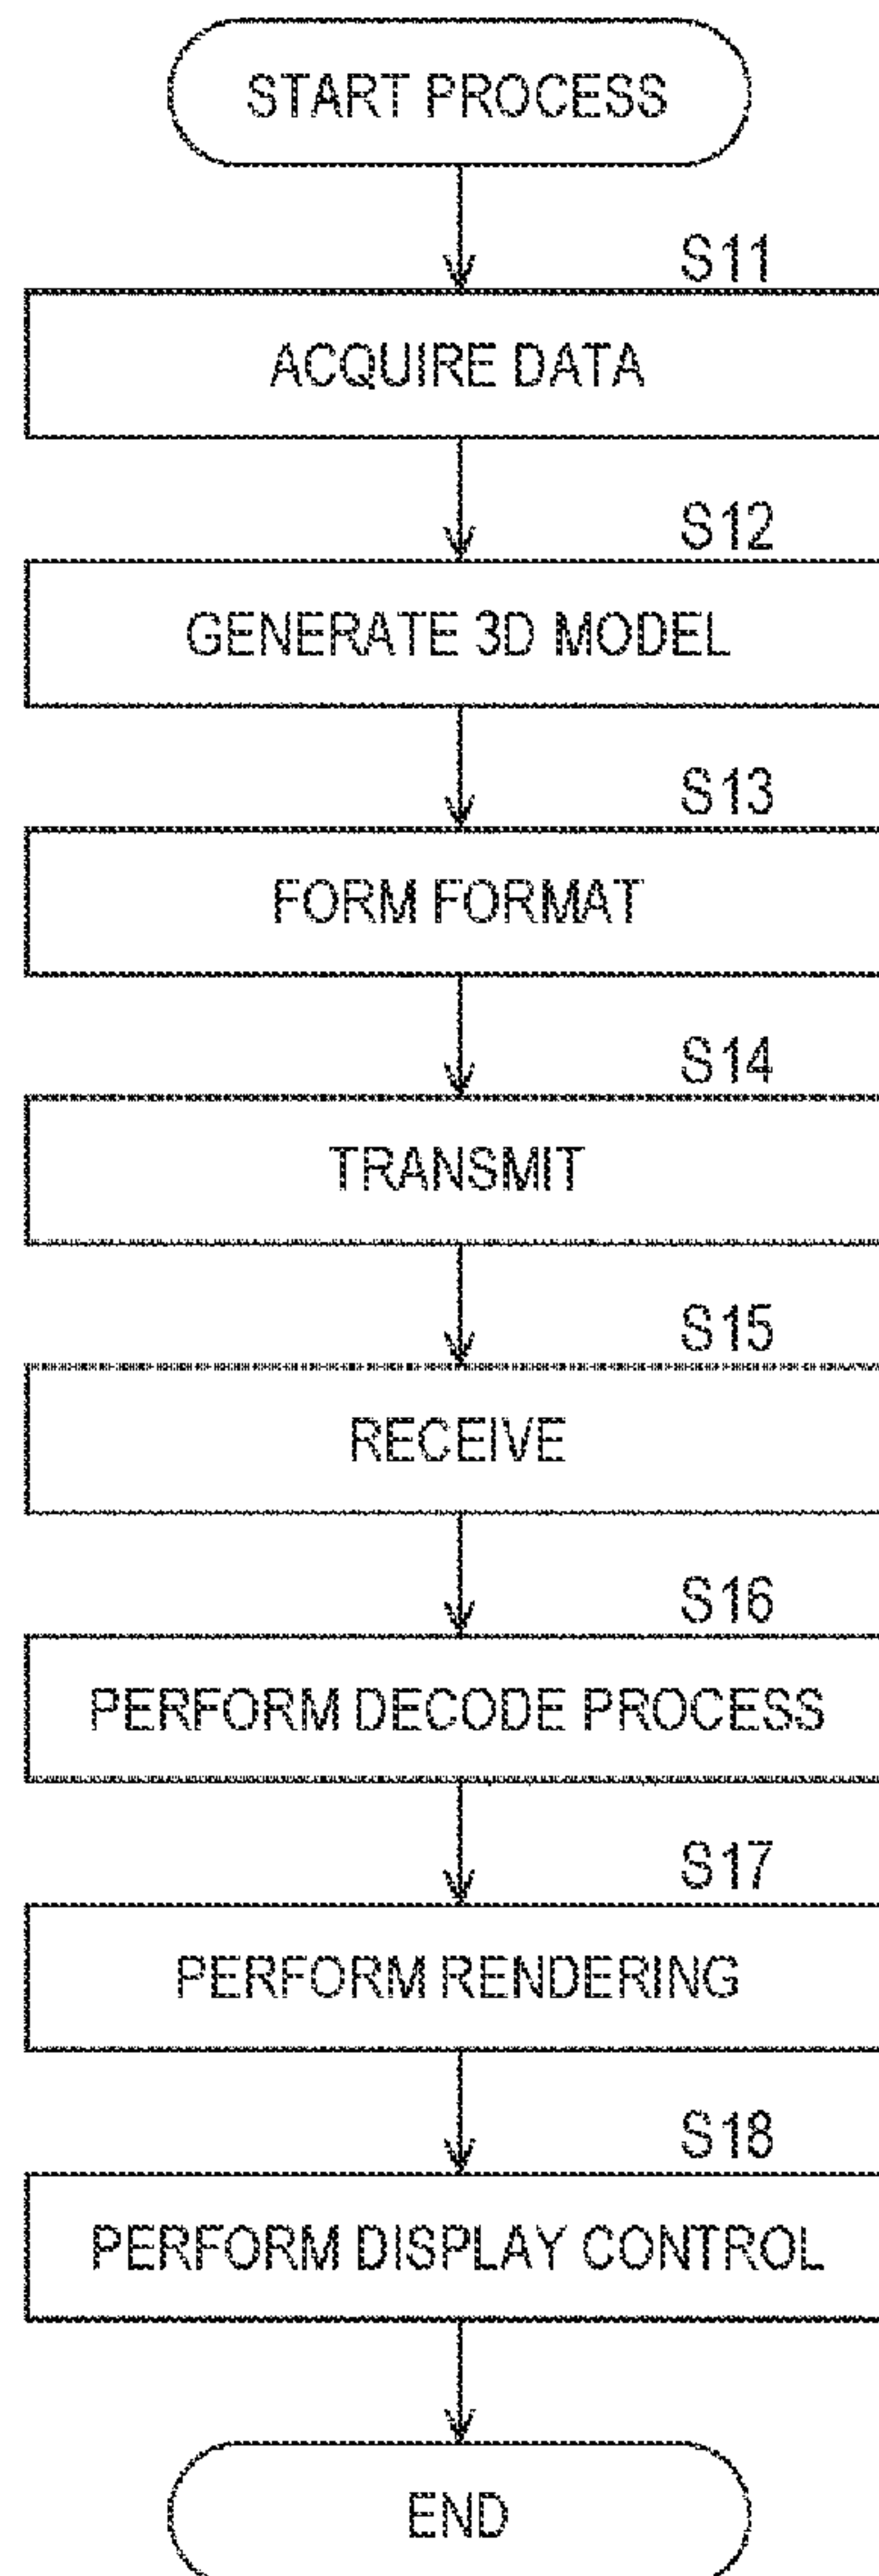 START PROCESS
S11
ACQUIRE DATA
S12
GENERATE 3D MODEL
S13
FORM FORMAT
S14
TRANSMIT
S15
RECEIVE
S16
PERFORM DECODE PROCESS
S17
PERFORM RENDERING
S18
PERFORM DISPLAY CONTROL
END